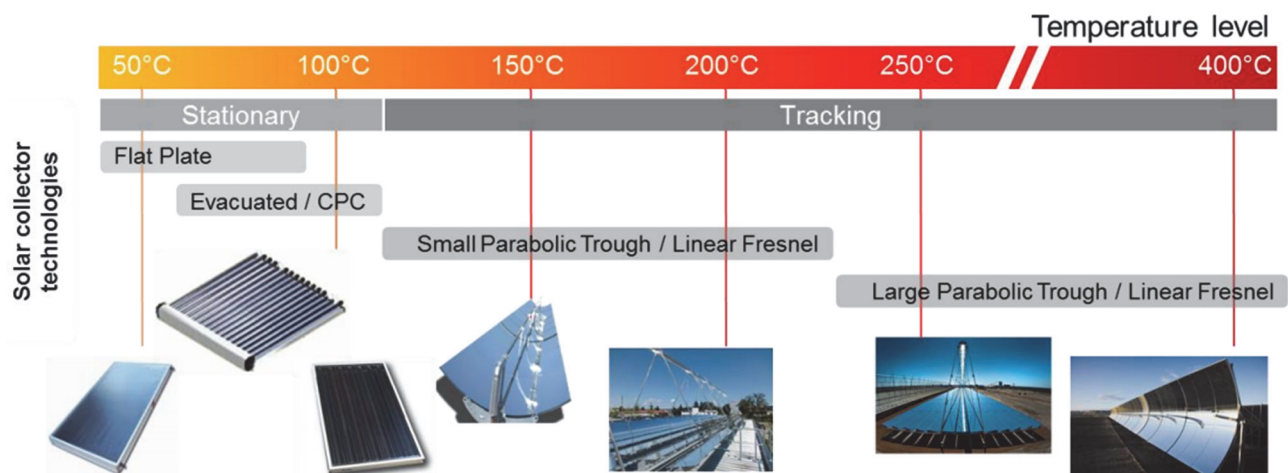 Temperature level
50°C 100°C 150°C 200°C 250°C 400°C
Stationary Tracking
Solar collector
technologies
Flat Plate
Evacuated / CPC
Small Parabolic Trough / Linear Fresnel
Large Parabolic Trough / Linear Fresnel